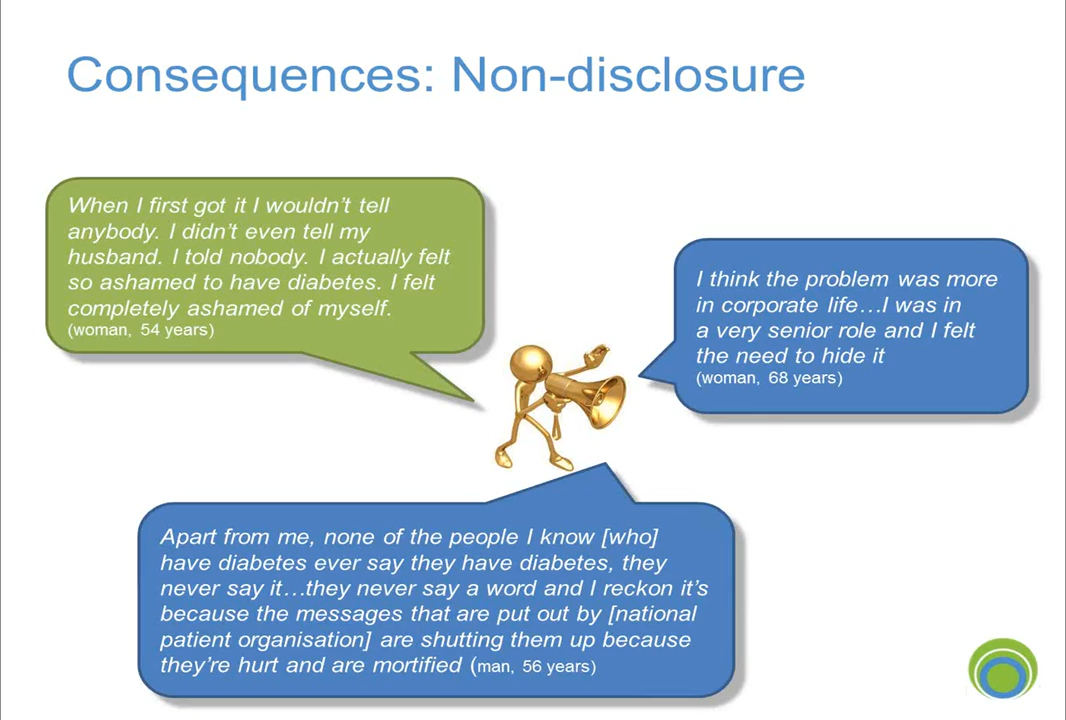 Consequences: Non-disclosure
When I first got it I wouldn’t tell
anybody. I didn’t even tell my
husband. I told nobody. I actually felt
so ashamed to have diabetes. I felt
completely ashamed of myself.
(woman, 54 years)
I think the problem was more
in corporate life…I was in
a very senior role and I felt
the need to hide it
(woman, 68 years)
Apart from me, none of the people I know [who]
have diabetes ever say they have diabetes, they
never say it…they never say a word and I reckon it’s
because the messages that are put out by [national
patient organisation] are shutting them up because
they’re hurt and are mortified (man, 56 years)